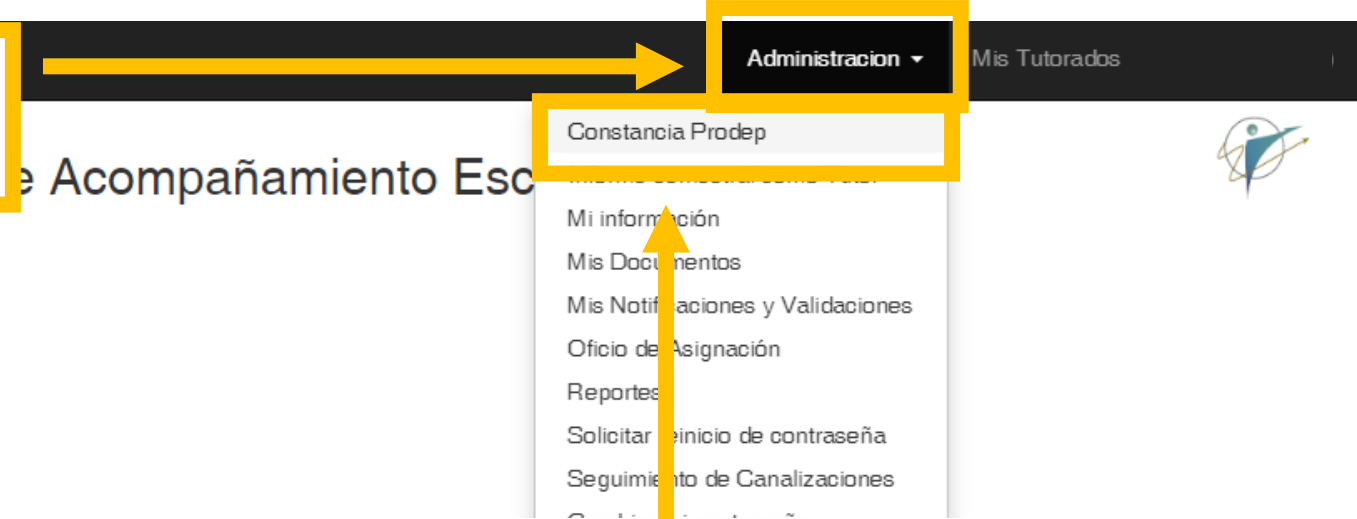 Administracion
Mis Tutorados
Constancia Prodep
e Acompañamiento Esc
Mi información
Mis Documentos
Mis Notificaciones y Validaciones
Oficio de Asignación
Reportes
Solicitar reinicio de contraseña
Seguimiento de Canalizaciones